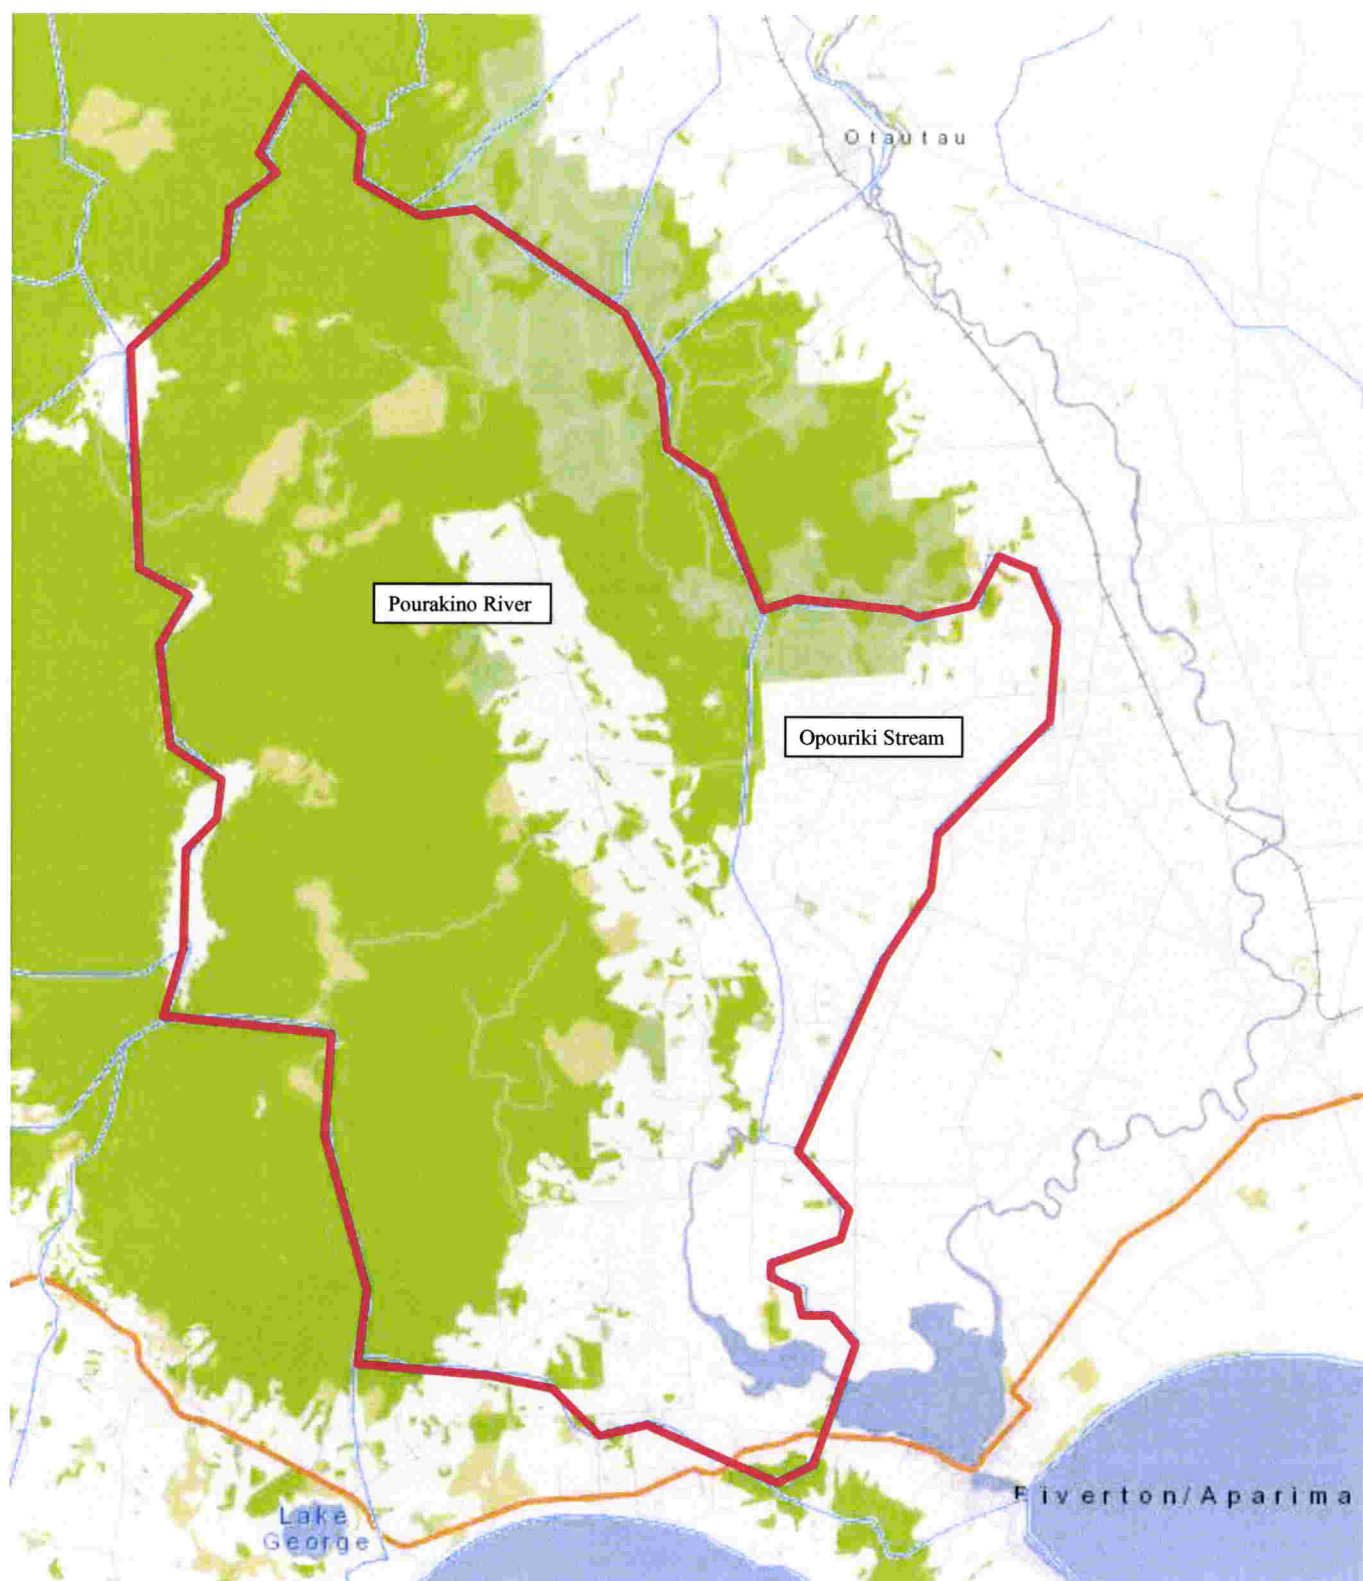 Otautau
Pourakino River
Opouriki Stream
Riverton/Aparima
Lake
George